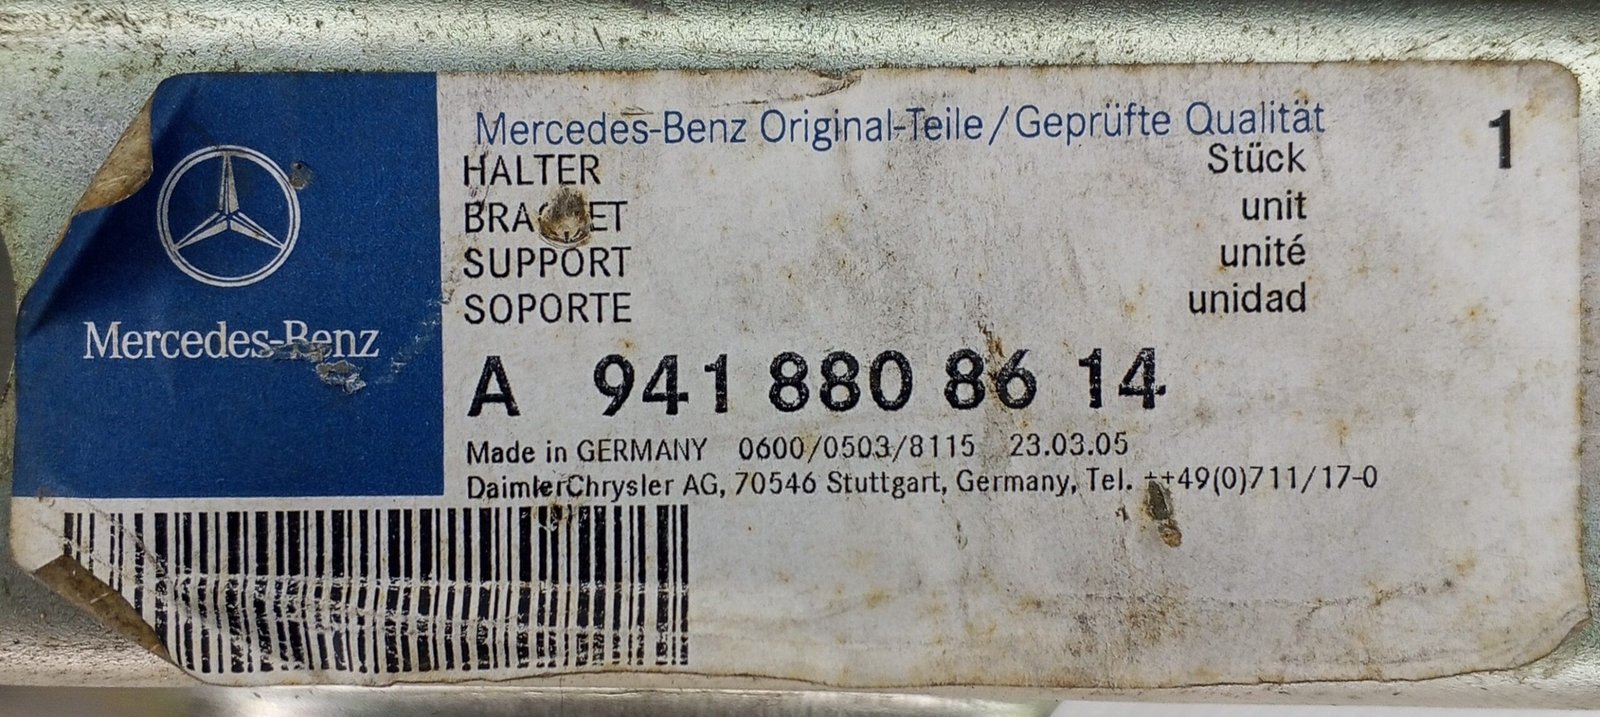 Mercedes-Benz
Mercedes-Benz Original-Teile/Geprüfte Qualität
HALTER Stück 1
BRACKET unit
SUPPORT unité
SOPORTE unidad
A 941 880 86 14
Made in GERMANY 0600/0503/8115 23.03.05
DaimlerChrysler AG, 70546 Stuttgart, Germany, Tel. ++49(0)711/17-0